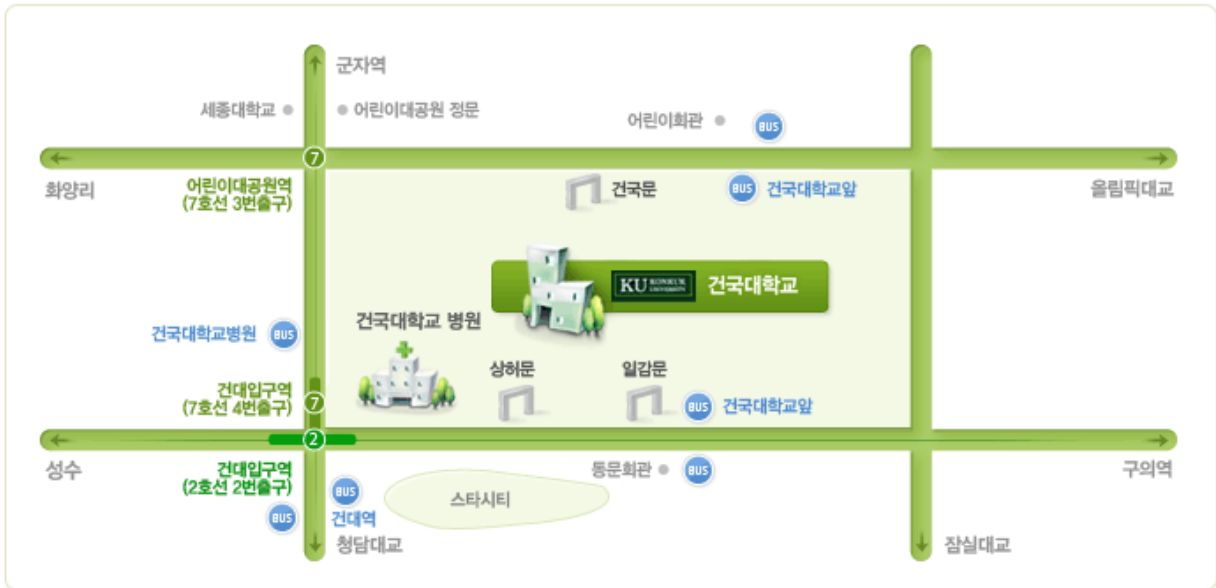 군자역
세종대학교
어린이대공원 정문
어린이회관
BUS
7
화양리
어린이대공원역
(7호선 3번출구)
건국문
BUS
건국대학교앞
올림픽대교
KU KONKUK
UNIVERSITY
건국대학교
건국대학교 병원
건국대학교병원
BUS
상허문
일감문
건대입구역
(7호선 4번출구)
7
BUS
건국대학교앞
2
성수
건대입구역
(2호선 2번출구)
동문회관
BUS
구의역
BUS
스타시티
BUS
건대역
청담대교
잠실대교